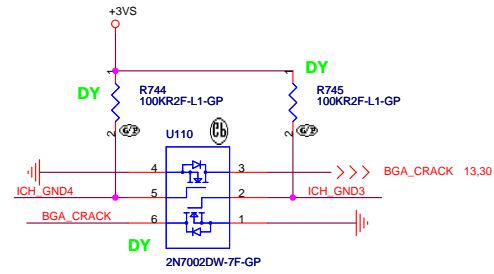 +3VS
DY
DY
1
1
R744
100KR2F-L1-GP
R745
100KR2F-L1-GP
2
G/P
2
G/P
U110
Cb
4
3
BGA_CRACK 13,30
ICH_GND4
5
2
ICH_GND3
BGA_CRACK
6
1
DY
2N7002DW-7F-GP